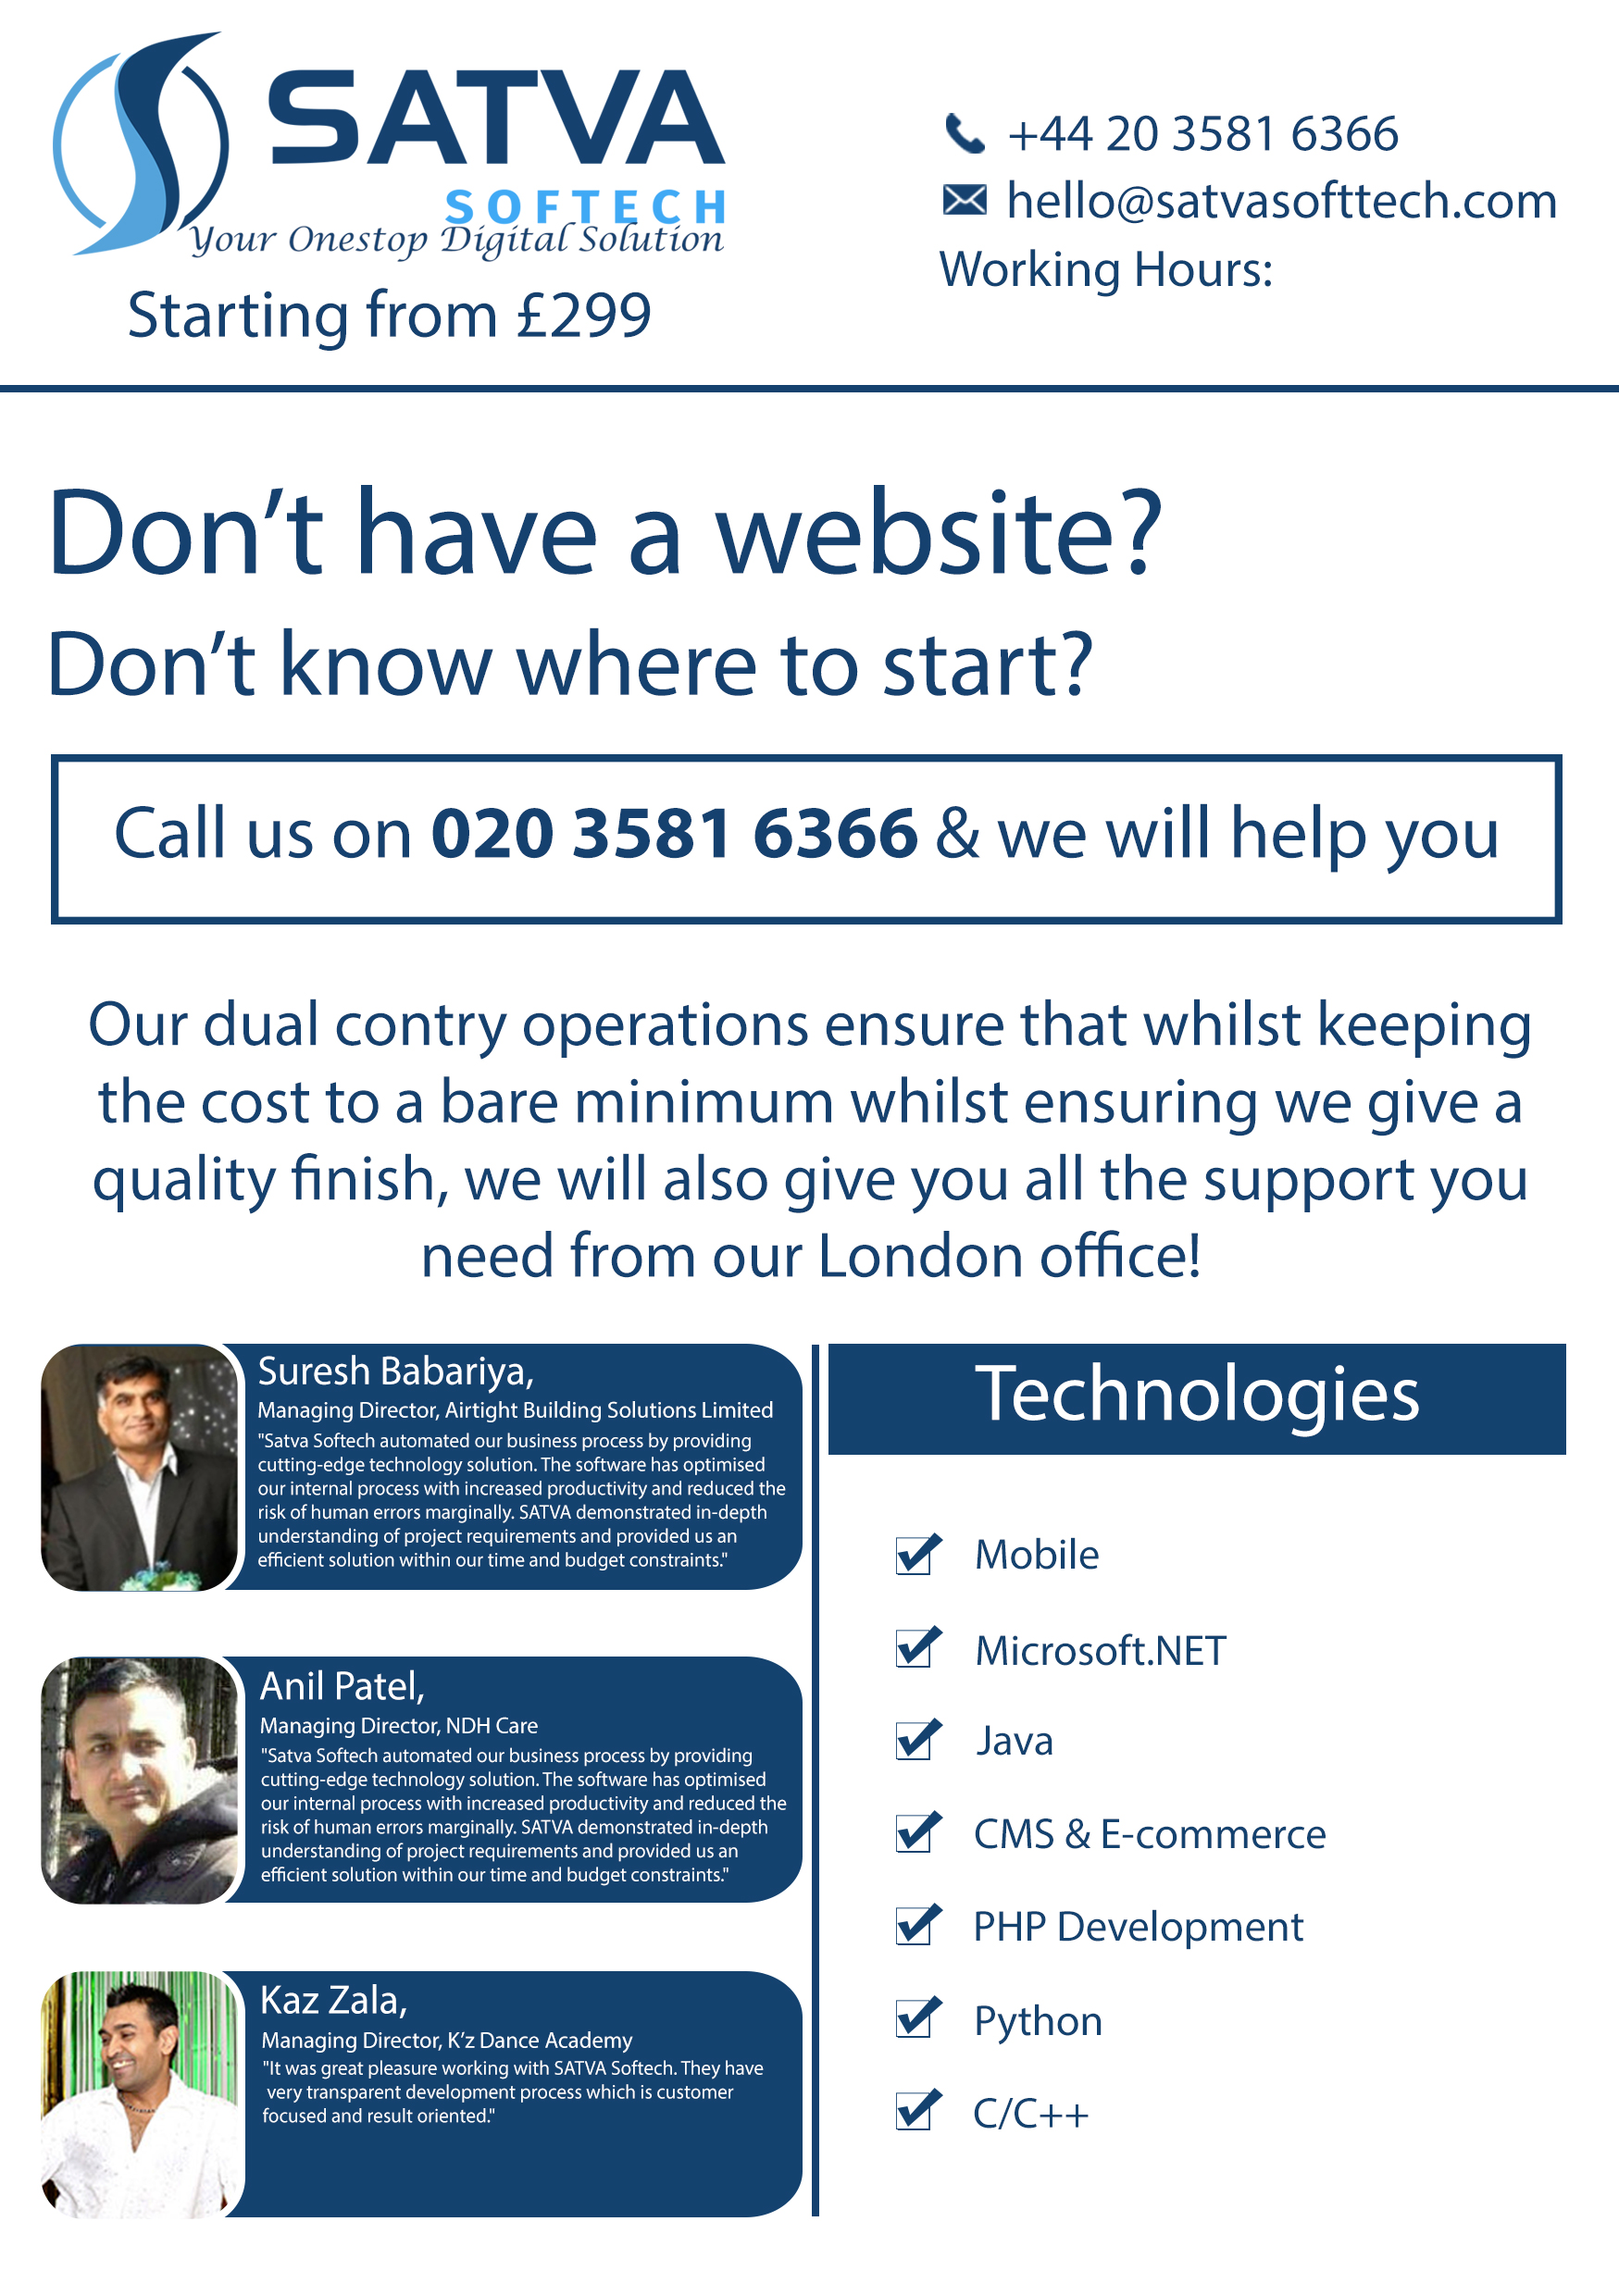 SATVA
SOFTECH
Your Onestop Digital Solution
Starting from £299
+44 20 3581 6366
hello@satvasofttech.com
Working Hours:
Don’t have a website?
Don’t know where to start?
Call us on 020 3581 6366 & we will help you
Our dual contry operations ensure that whilst keeping
the cost to a bare minimum whilst ensuring we give a
quality finish, we will also give you all the support you
need from our London office!
Suresh Babariya,
Managing Director, Airtight Building Solutions Limited
"Satva Softech automated our business process by providing
cutting-edge technology solution. The software has optimised
our internal process with increased productivity and reduced the
risk of human errors marginally. SATVA demonstrated in-depth
understanding of project requirements and provided us an
efficient solution within our time and budget constraints."
Anil Patel,
Managing Director, NDH Care
"Satva Softech automated our business process by providing
cutting-edge technology solution. The software has optimised
our internal process with increased productivity and reduced the
risk of human errors marginally. SATVA demonstrated in-depth
understanding of project requirements and provided us an
efficient solution within our time and budget constraints."
Kaz Zala,
Managing Director, K’z Dance Academy
"It was great pleasure working with SATVA Softech. They have
very transparent development process which is customer
focused and result oriented."
Technologies
Mobile
Microsoft.NET
Java
CMS & E-commerce
PHP Development
Python
C/C++